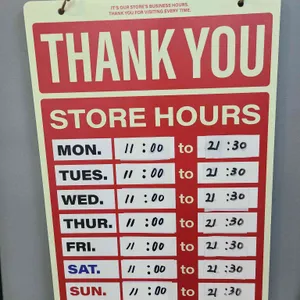 IT'S OUR STORE'S BUSINESS HOURS.
THANK YOU FOR VISITING EVERY TIME.
THANK YOU
STORE HOURS
MON. 11:00 to 21:30
TUES. 11:00 to 21:30
WED. 11:00 to 21:30
THUR. 11:00 to 21:30
FRI. 11:00 to 21:30
SAT. 11:00 to 21:30
SUN. 11:00 to 21:30